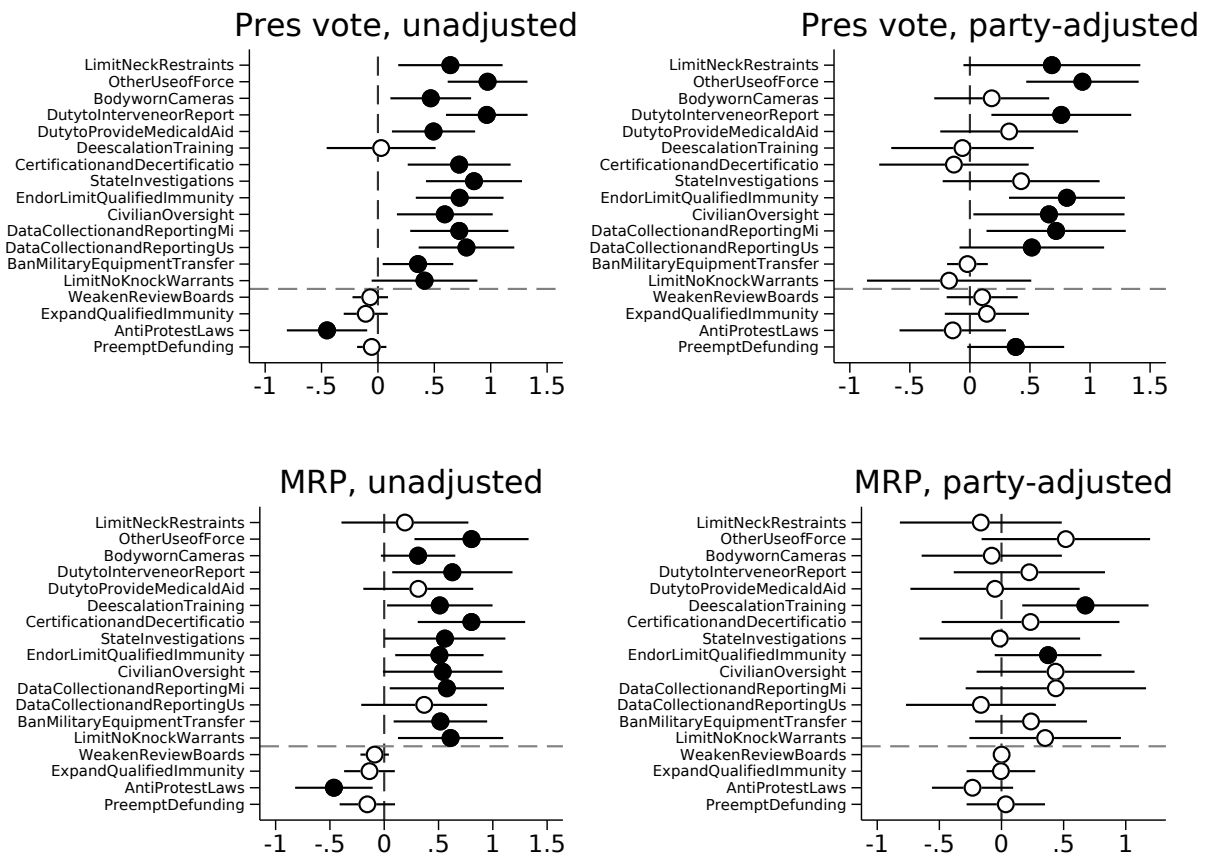 Pres vote, unadjusted
LimitNeckRestraints
OtherUseofForce
BodywornCameras
DutytoInterveneorReport
DutytoProvideMedicaldAid
DeescalationTraining
CertificationandDecertificatio
StateInvestigations
EndorLimitQualifiedImmunity
CivilianOversight
DataCollectionandReportingMi
DataCollectionandReportingUs
BanMilitaryEquipmentTransfer
LimitNoKnockWarrants
WeakenReviewBoards
ExpandQualifiedImmunity
AntiProtestLaws
PreemptDefunding
-1 -.5 0 .5 1 1.5
Pres vote, party-adjusted
LimitNeckRestraints
OtherUseofForce
BodywornCameras
DutytoInterveneorReport
DutytoProvideMedicaldAid
DeescalationTraining
CertificationandDecertificatio
StateInvestigations
EndorLimitQualifiedImmunity
CivilianOversight
DataCollectionandReportingMi
DataCollectionandReportingUs
BanMilitaryEquipmentTransfer
LimitNoKnockWarrants
WeakenReviewBoards
ExpandQualifiedImmunity
AntiProtestLaws
PreemptDefunding
-1 -.5 0 .5 1 1.5
MRP, unadjusted
LimitNeckRestraints
OtherUseofForce
BodywornCameras
DutytoInterveneorReport
DutytoProvideMedicaldAid
DeescalationTraining
CertificationandDecertificatio
StateInvestigations
EndorLimitQualifiedImmunity
CivilianOversight
DataCollectionandReportingMi
DataCollectionandReportingUs
BanMilitaryEquipmentTransfer
LimitNoKnockWarrants
WeakenReviewBoards
ExpandQualifiedImmunity
AntiProtestLaws
PreemptDefunding
-1 -.5 0 .5 1 1.5
MRP, party-adjusted
LimitNeckRestraints
OtherUseofForce
BodywornCameras
DutytoInterveneorReport
DutytoProvideMedicaldAid
DeescalationTraining
CertificationandDecertificatio
StateInvestigations
EndorLimitQualifiedImmunity
CivilianOversight
DataCollectionandReportingMi
DataCollectionandReportingUs
BanMilitaryEquipmentTransfer
LimitNoKnockWarrants
WeakenReviewBoards
ExpandQualifiedImmunity
AntiProtestLaws
PreemptDefunding
-1 -.5 0 .5 1